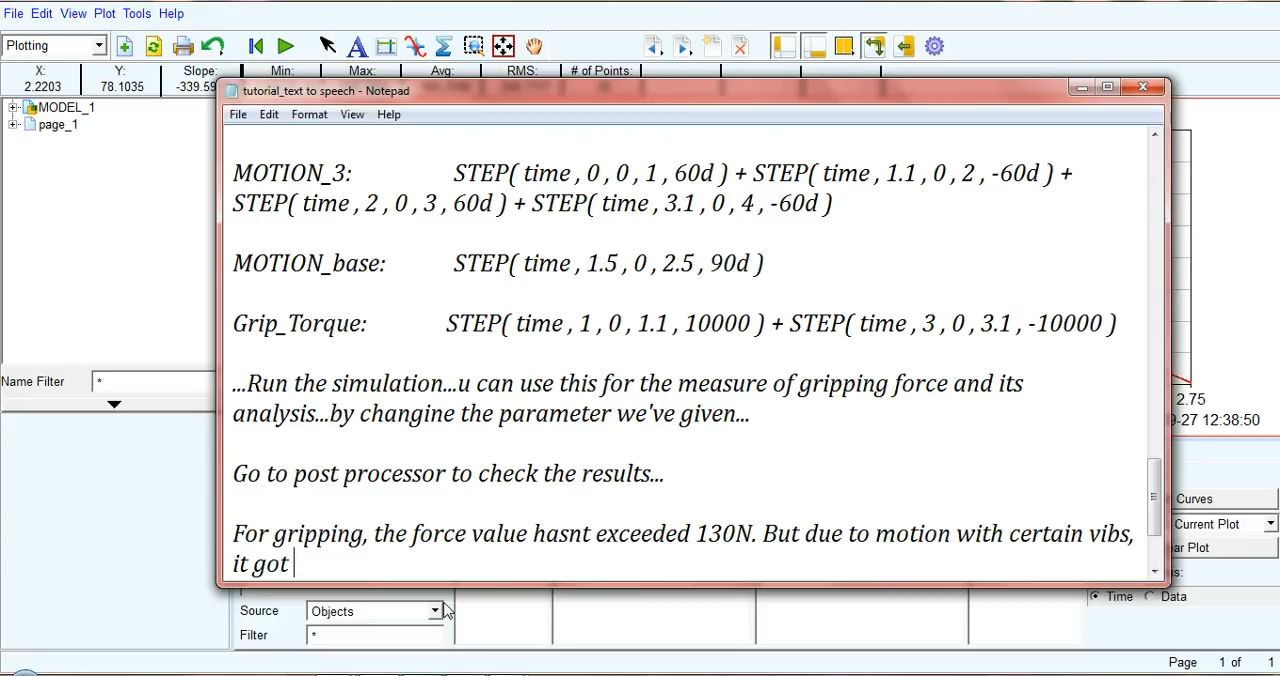 File Edit View Plot Tools Help
Plotting
X: Y: Slope: Min: Max: Avg: RMS: # of Points:
2.2203 78.1035 -339.59
tutorial_text to speech - Notepad
MODEL_1
page_1
File Edit Format View Help
MOTION_3: STEP( time , 0 , 0 , 1 , 60d ) + STEP( time , 1.1 , 0 , 2 , -60d ) +
STEP( time , 2 , 0 , 3 , 60d ) + STEP( time , 3.1 , 0 , 4 , -60d )
MOTION_base: STEP( time , 1.5 , 0 , 2.5 , 90d )
Grip_Torque: STEP( time , 1 , 0 , 1.1 , 10000 ) + STEP( time , 3 , 0 , 3.1 , -10000 )
Name Filter *
...Run the simulation...u can use this for the measure of gripping force and its
analysis...by changine the parameter we've given...
2.75
9-27 12:38:50
Go to post processor to check the results...
For gripping, the force value hasnt exceeded 130N. But due to motion with certain vibs,
it got
Curves
Current Plot
ar Plot
s:
Time Data
Source Objects
Filter *
Page 1 of 1